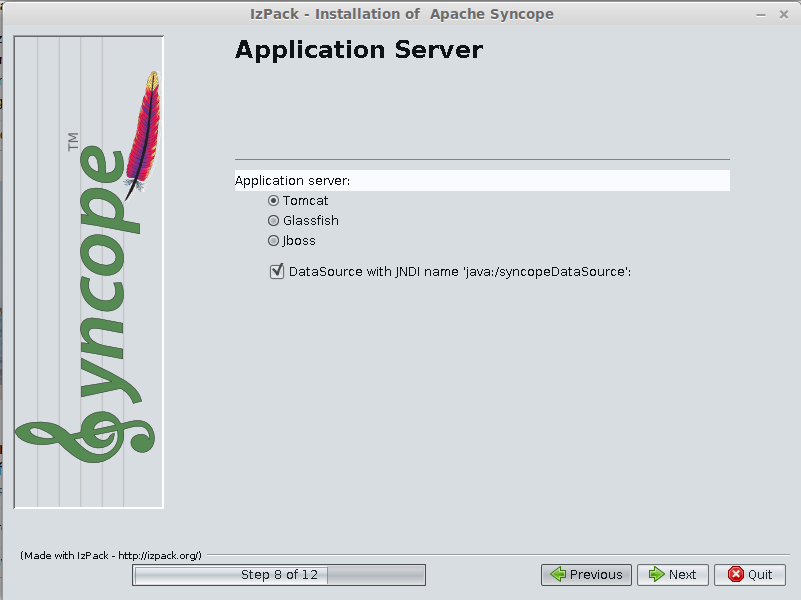 IzPack - Installation of  Apache Syncope
Application Server
Syncope™
Application server:
Tomcat
Glassfish
Jboss
DataSource with JNDI name 'java:/syncopeDataSource':
(Made with IzPack - http://izpack.org/)
Step 8 of 12
Previous
Next
Quit